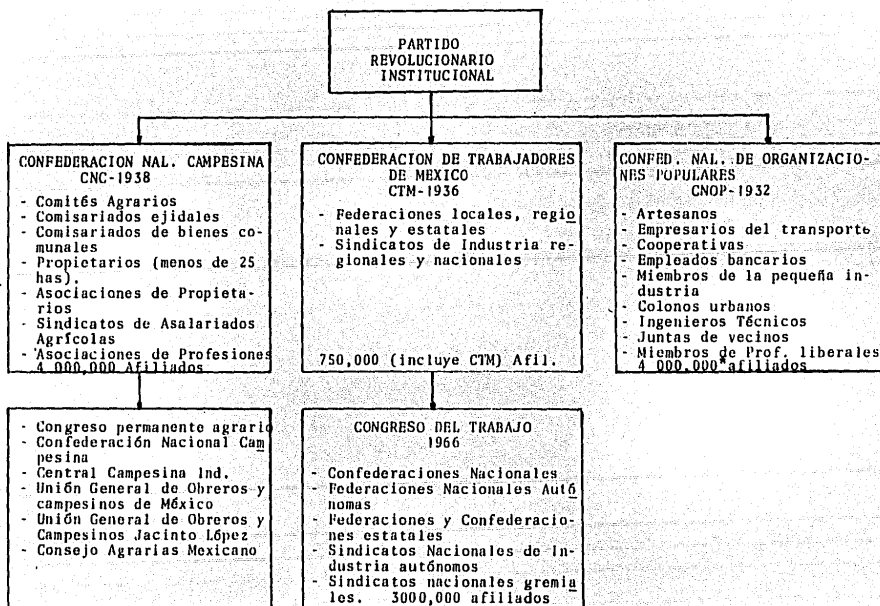 PARTIDO
REVOLUCIONARIO
INSTITUCIONAL
CONFEDERACION NAL. CAMPESINA
CNC-1938
- Comités Agrarios
- Comisariados ejidales
- Comisariados de bienes co-
munales
- Propietarios (menos de 25
has).
- Asociaciones de Propieta-
rios
- Sindicatos de Asalariados
Agrícolas
- Asociaciones de Profesiones
4 000,000 Afiliados
CONFEDERACION DE TRABAJADORES
DE MEXICO
CTM-1936
- Federaciones locales, regio
nales y estatales
- Sindicatos de Industria re-
gionales y nacionales
750,000 (incluye CTM) Afil.
CONFED. NAL. DE ORGANIZACIO-
NES POPULARES
CNOP-1932
- Artesanos
- Empresarios del transporte
- Cooperativas
- Empleados bancarios
- Miembros de la pequeña in-
dustria
- Colonos urbanos
- Ingenieros Técnicos
- Juntas de vecinos
- Miembros de Prof. liberales
4 000.000*afiliados
- Congreso permanente agrario
- Confederación Nacional Cam
pesina
- Central Campesina Ind.
- Unión General de Obreros y
campesinos de México
- Unión General de Obreros y
Campesinos Jacinto López
- Consejo Agrarias Mexicano
CONGRESO DEL TRABAJO
1966
- Confederaciones Nacionales
- Federaciones Nacionales Autó
nomas
- Federaciones y Confederacio-
nes estatales
- Sindicatos Nacionales de In-
dustria autónomos
- Sindicatos nacionales gremia
les. 3000,000 afiliados